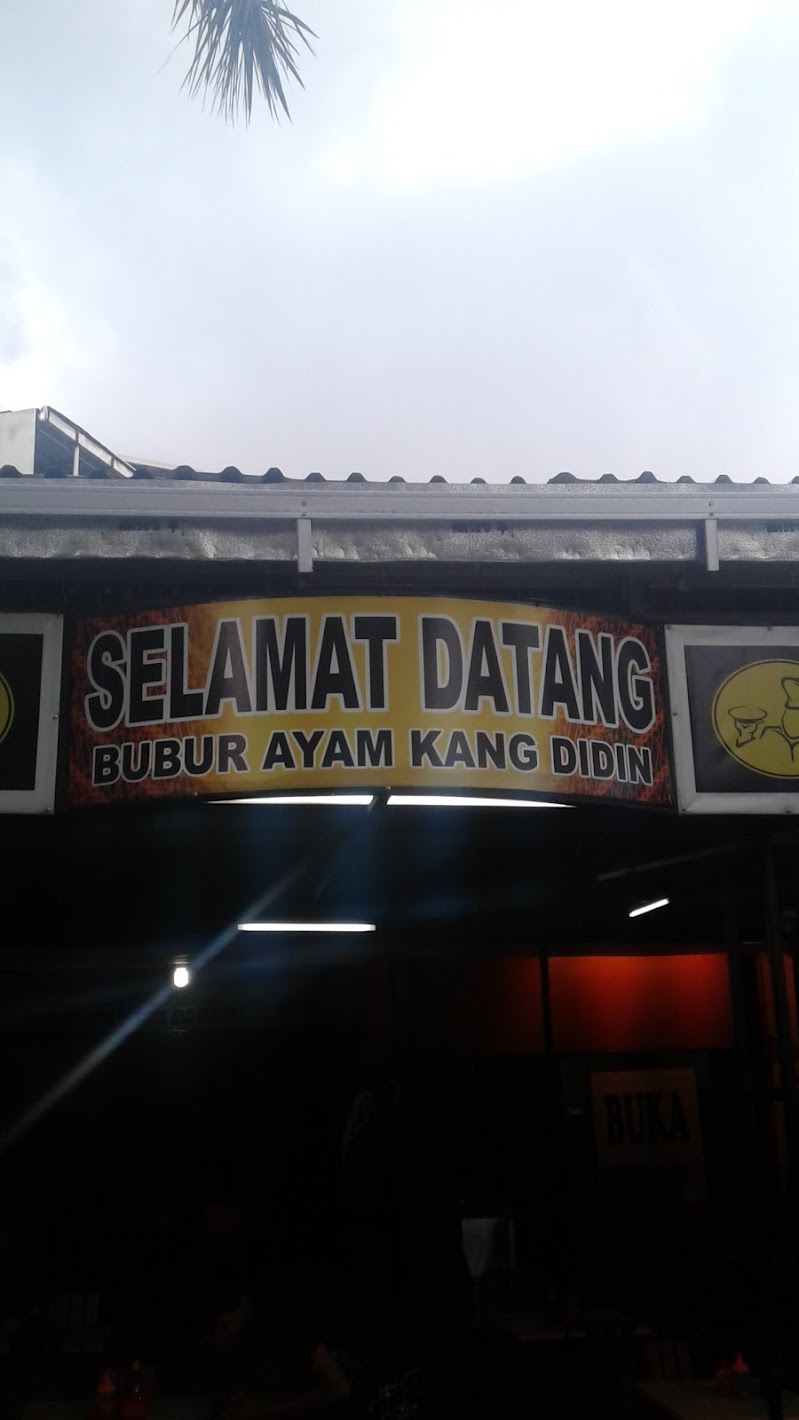 SELAMAT DATANG
BUBUR AYAM KANG DIDIN
BUKA